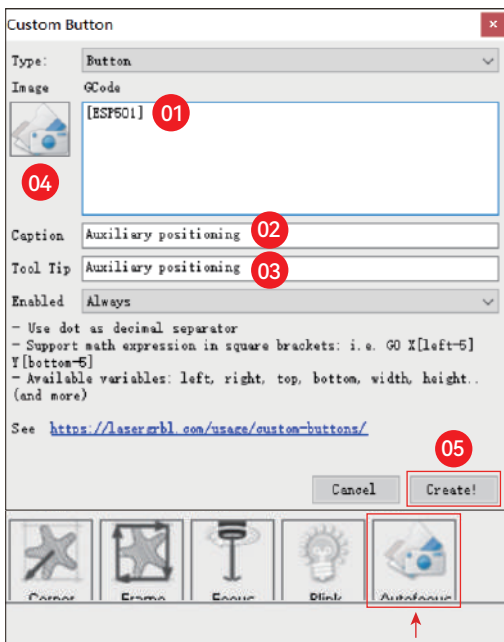 Custom Button
×
Type: Button
Image GCode
[ESP501] 01
04
Caption Auxiliary positioning 02
Tool Tip Auxiliary positioning 03
Enabled Always
- Use dot as decimal separator
- Support math expression in square brackets: i.e. GO X[left-5]
Y[bottom-5]
- Available variables: left, right, top, bottom, width, height..
(and more)
See https://lasergrbl.com/usage/custom-buttons/
05
Cancel Create!
Corner Frame Focus Blink Autofocus